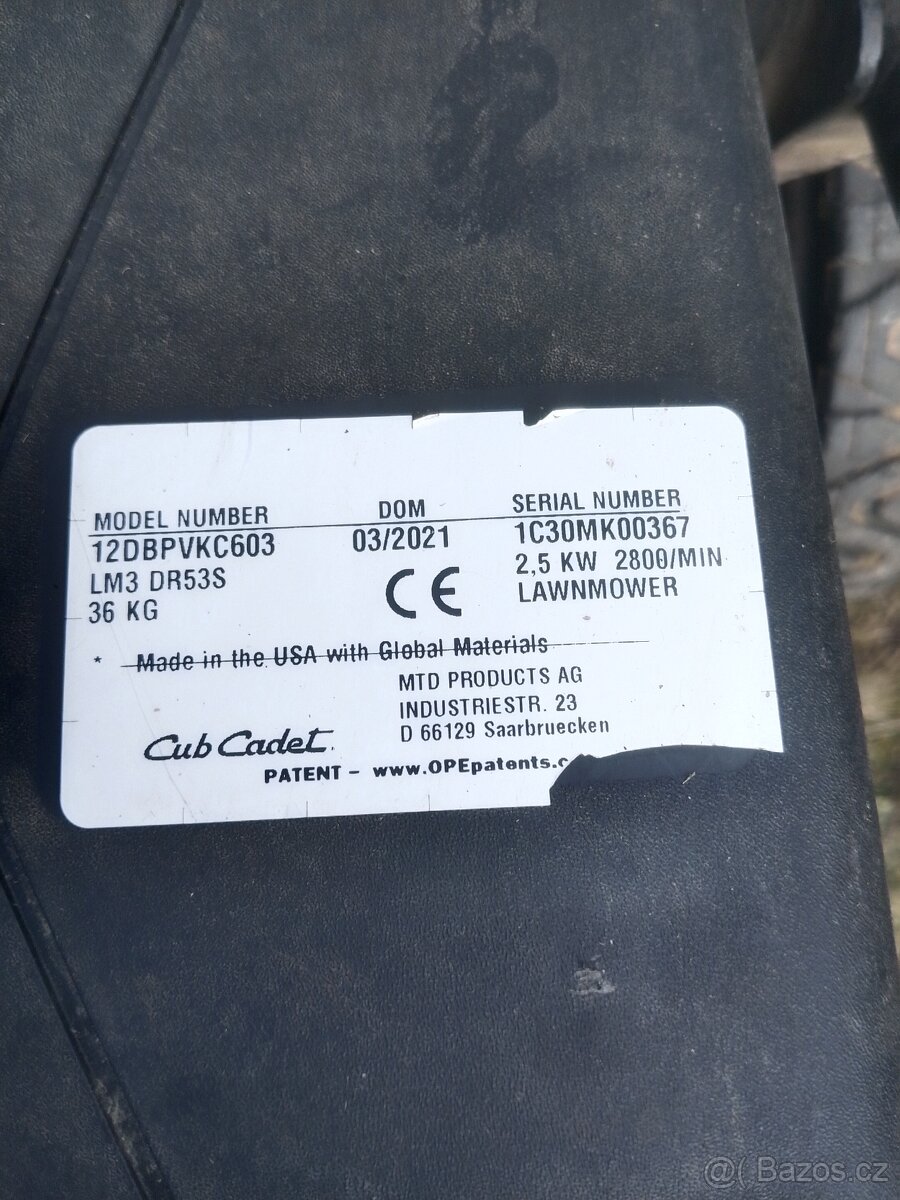 MODEL NUMBER DOM SERIAL NUMBER
12DBPVKC603 03/2021 1C30MK00367
LM3 DR53S 2,5 KW 2800/MIN
36 KG CE LAWNMOWER
* Made in the USA with Global Materials
MTD PRODUCTS AG
INDUSTRIESTR. 23
D 66129 Saarbruecken
Cub Cadet.
PATENT - www.OPEpatents.c
@( Bazos.cz